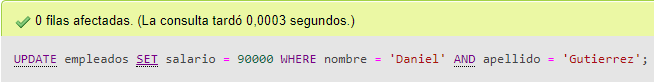 0 filas afectadas. (La consulta tardó 0,0003 segundos.)
UPDATE empleados SET salario = 90000 WHERE nombre = 'Daniel' AND apellido = 'Gutierrez';